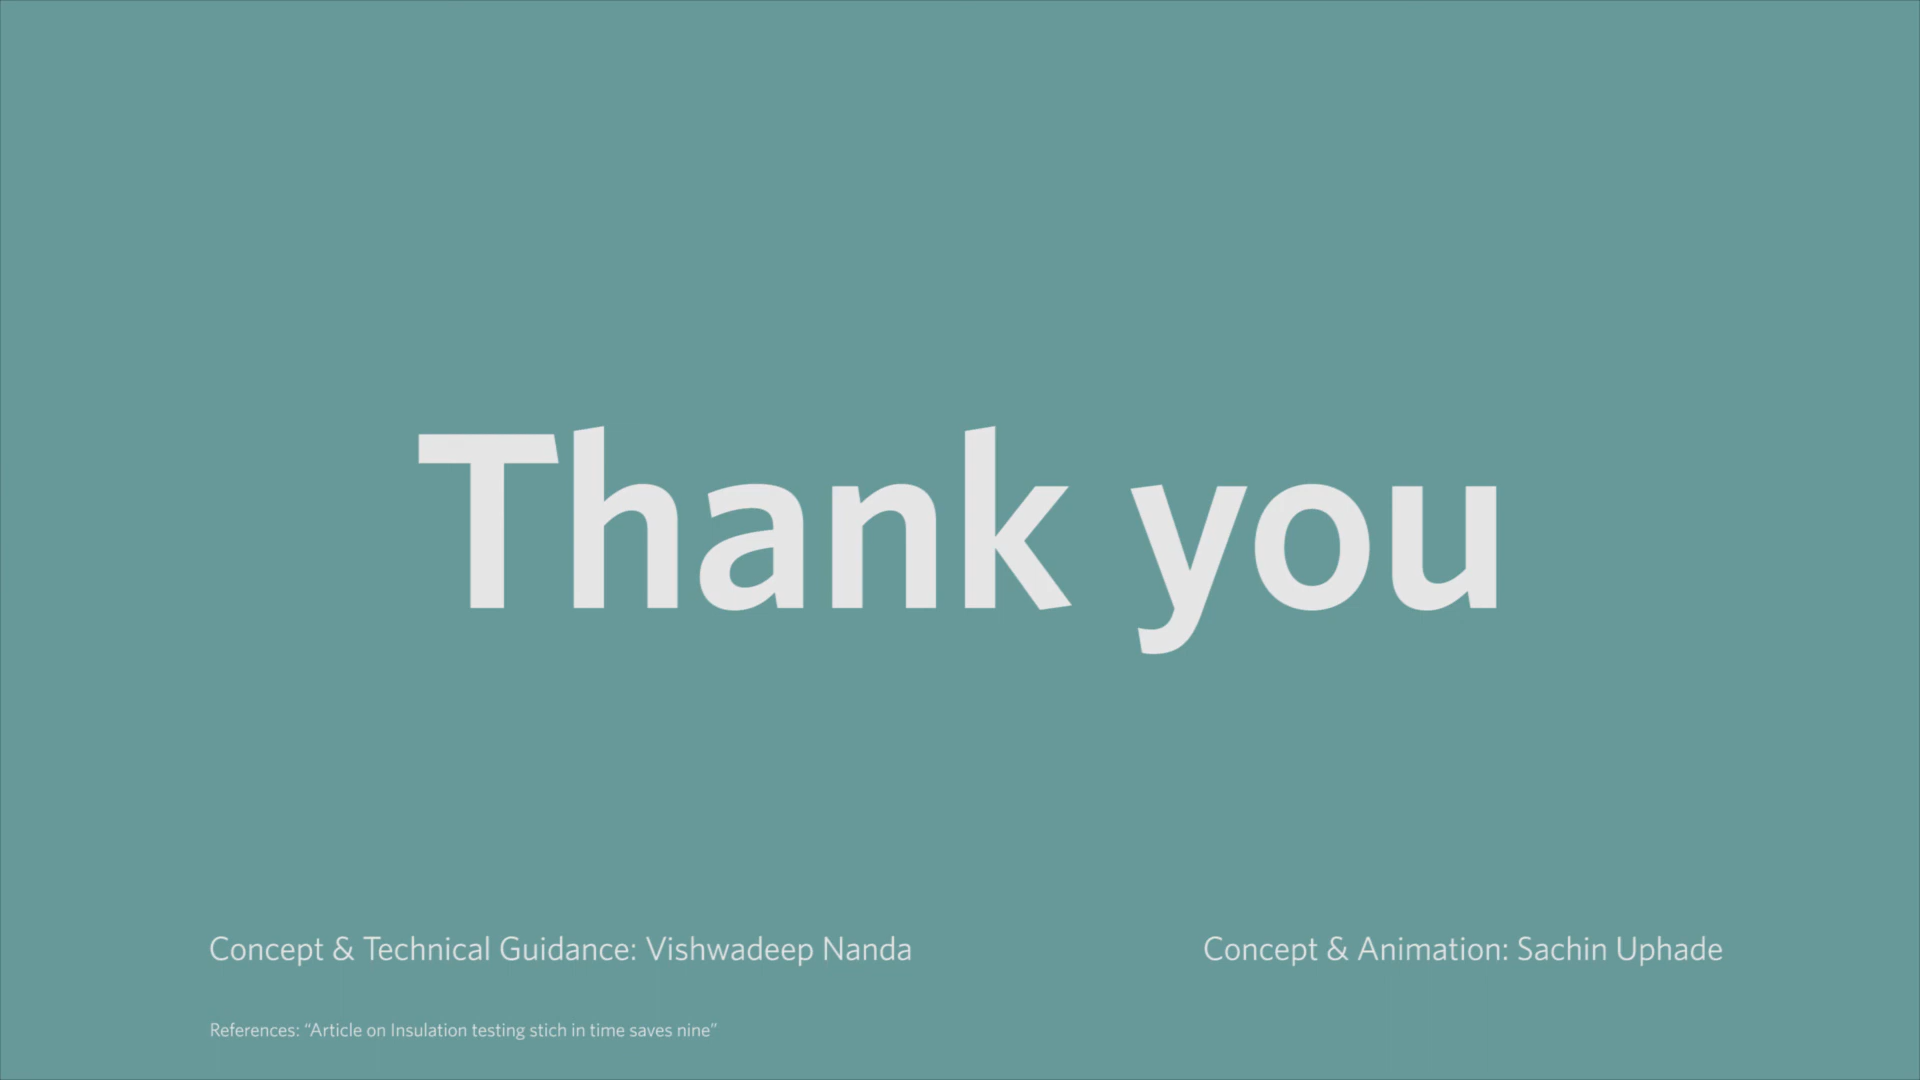 Thank you
Concept & Technical Guidance: Vishwadeep Nanda
Concept & Animation: Sachin Uphade
References: “Article on Insulation testing stich in time saves nine”